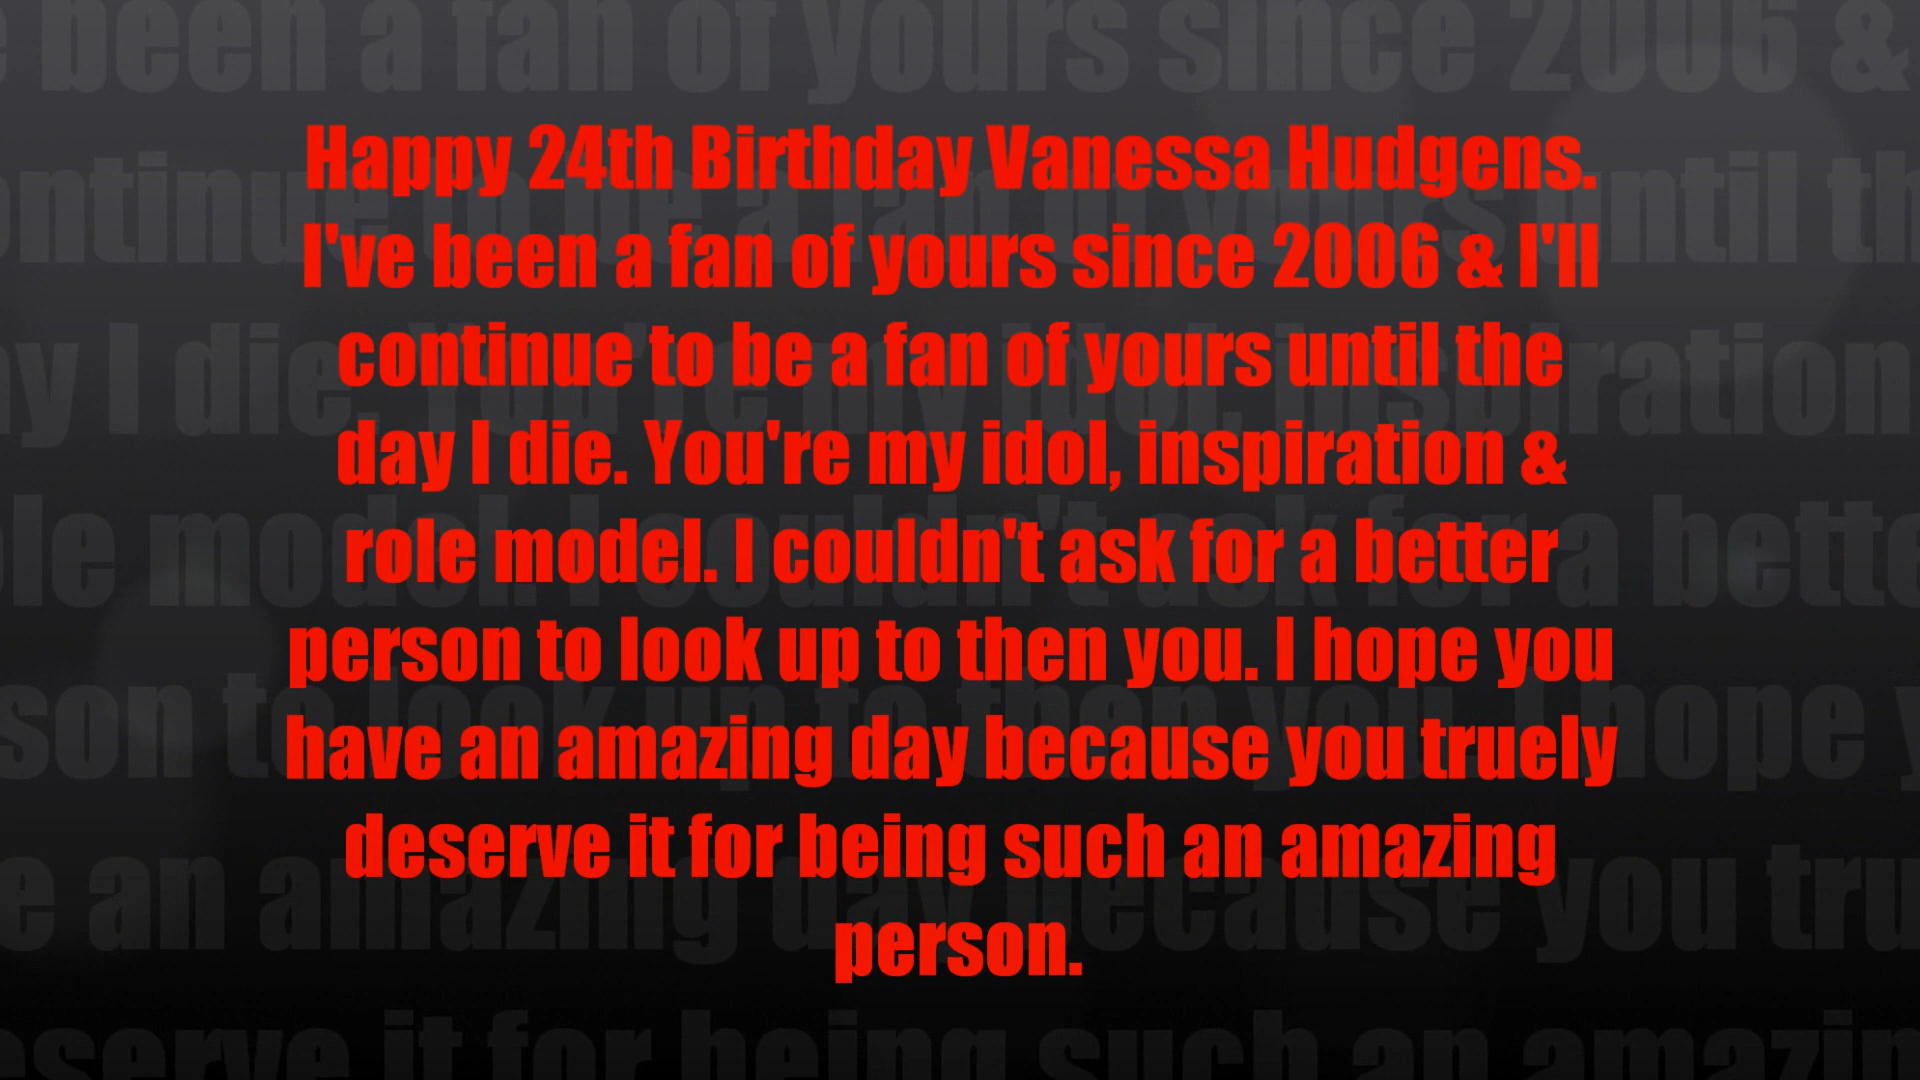 Happy 24th Birthday Vanessa Hudgens.
I've been a fan of yours since 2006 & I'll
continue to be a fan of yours until the
day I die. You're my idol, inspiration &
role model. I couldn't ask for a better
person to look up to then you. I hope you
have an amazing day because you truely
deserve it for being such an amazing
person.